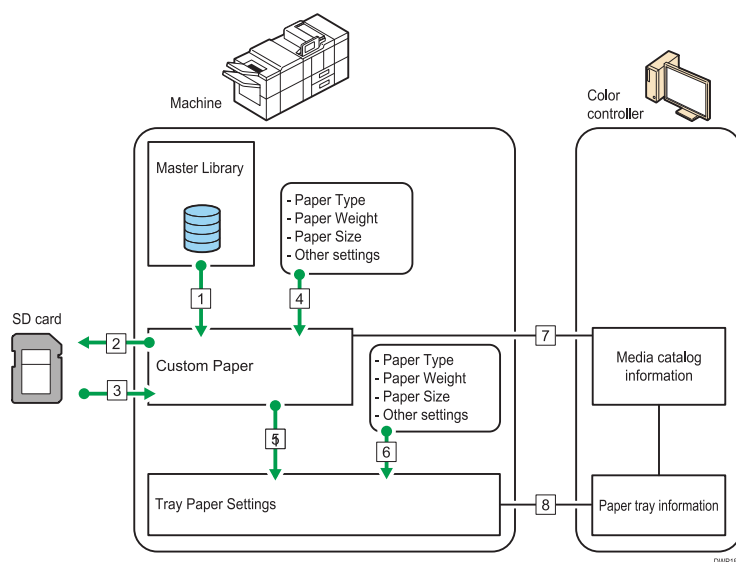 Machine
Color
controller
Master Library
- Paper Type
- Paper Weight
- Paper Size
- Other settings
1
4
SD card
2
3
Custom Paper
7
- Paper Type
- Paper Weight
- Paper Size
- Other settings
Media catalog
information
5
6
Tray Paper Settings
8
Paper tray information